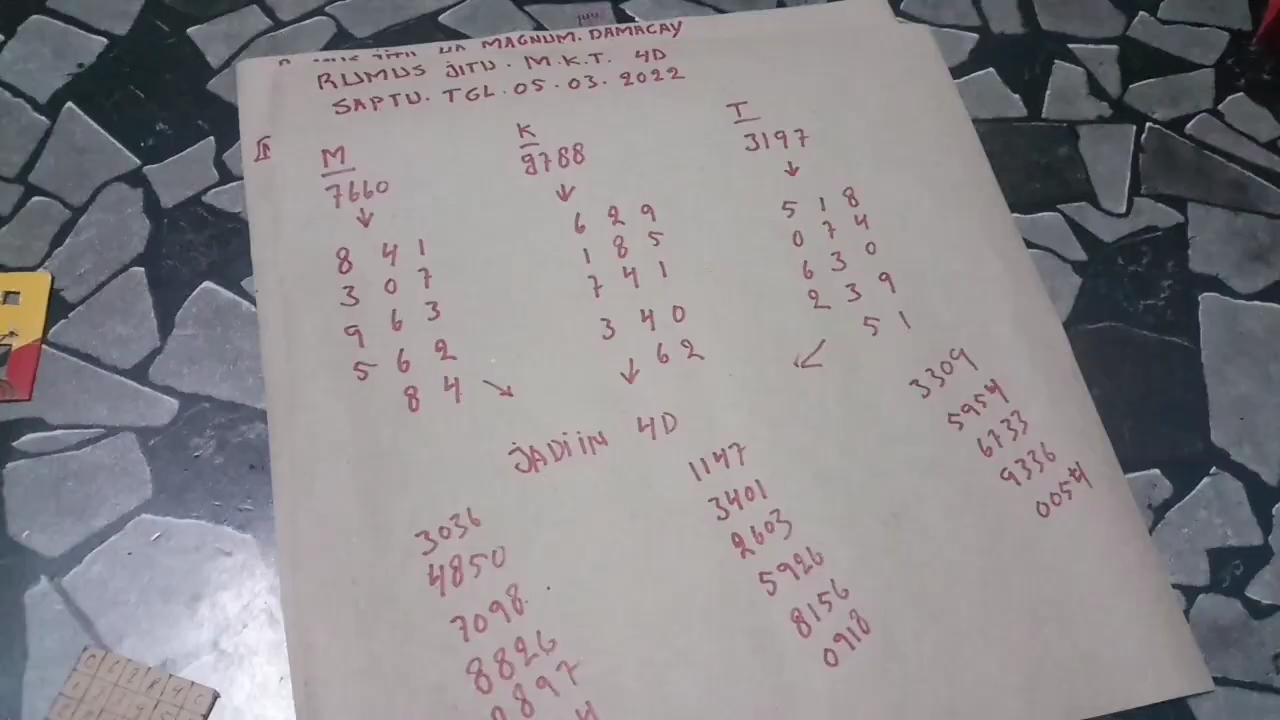 MAGNUM. DAMACAY
RUMUS JITU. M.K.T. 4D
SAPTU. TGL. 05. 03. 2022
II
M
7660
8 4 1
3 0 7
9 6 3
5 6 2
8 4
K
9788
6 2 9
1 8 5
7 4 1
3 4 0
6 2
T
3197
5 1 8
0 7 4
6 3 0
2 3 9
5 1
JADIIN 4D
3036
4850
7098
8826
897
1147
3401
2603
5926
8156
0918
3309
5954
6733
9336
0054